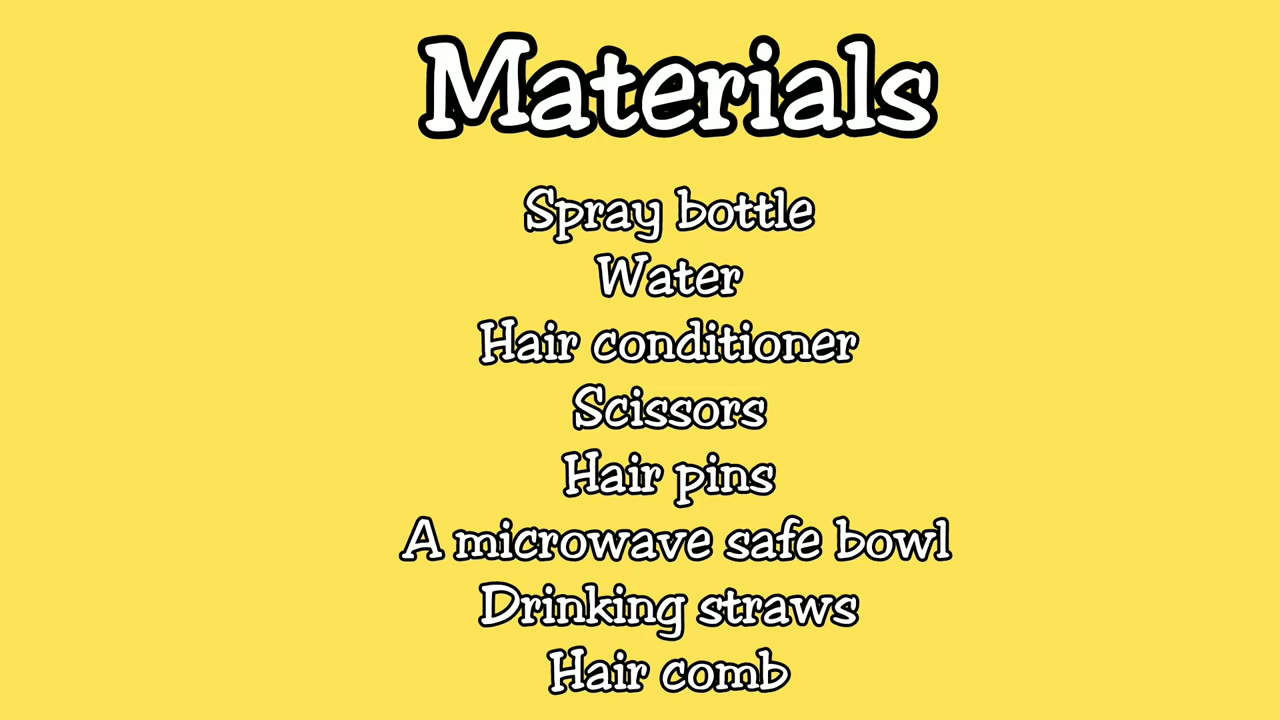 Materials
Spray bottle
Water
Hair conditioner
Scissors
Hair pins
A microwave safe bowl
Drinking straws
Hair comb